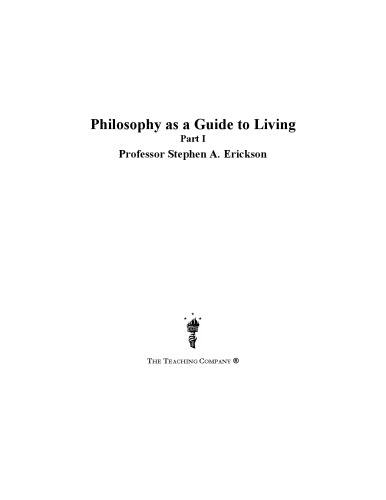 Philosophy as a Guide to Living
Part I
Professor Stephen A. Erickson
THE TEACHING COMPANY ®